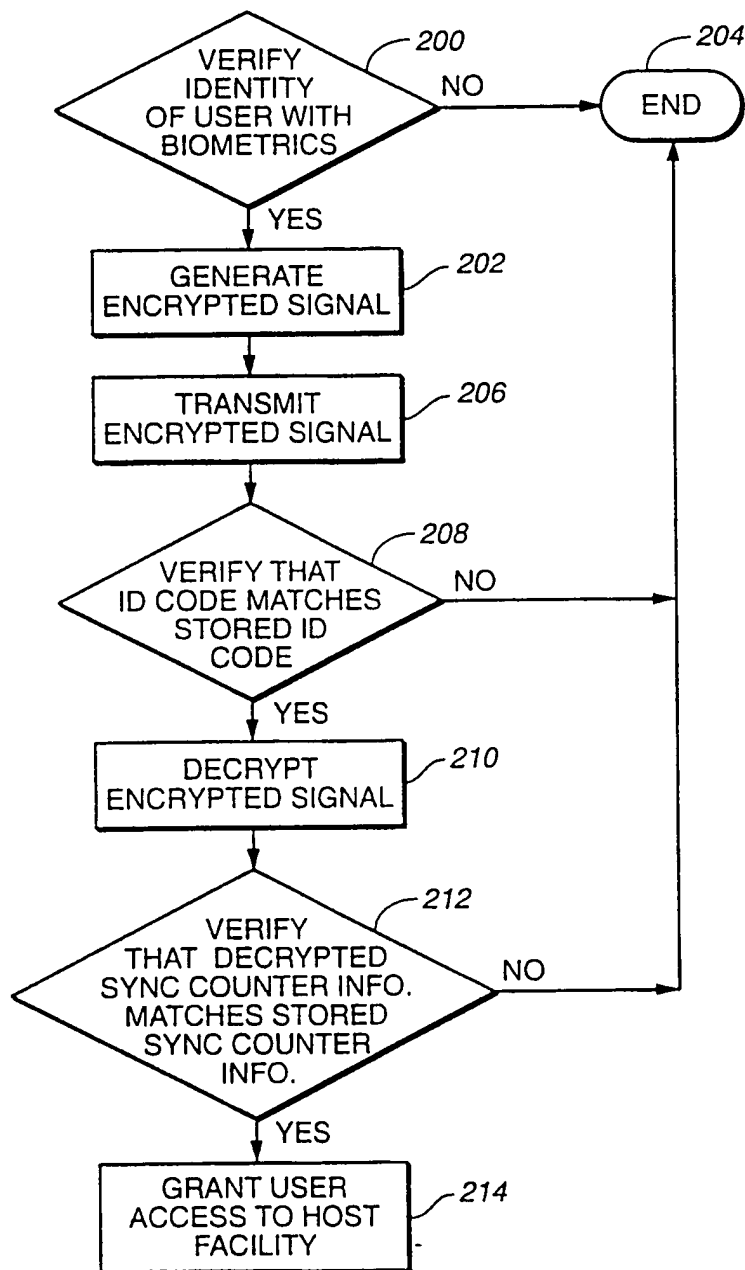 VERIFY
IDENTITY
OF USER WITH
BIOMETRICS
200
NO
204
END
YES
GENERATE
ENCRYPTED SIGNAL
202
TRANSMIT
ENCRYPTED SIGNAL
206
208
VERIFY THAT
ID CODE MATCHES
STORED ID
CODE
NO
YES
DECRYPT
ENCRYPTED SIGNAL
210
212
VERIFY
THAT DECRYPTED
SYNC COUNTER INFO.
MATCHES STORED
SYNC COUNTER
INFO.
NO
YES
GRANT USER
ACCESS TO HOST
FACILITY
214